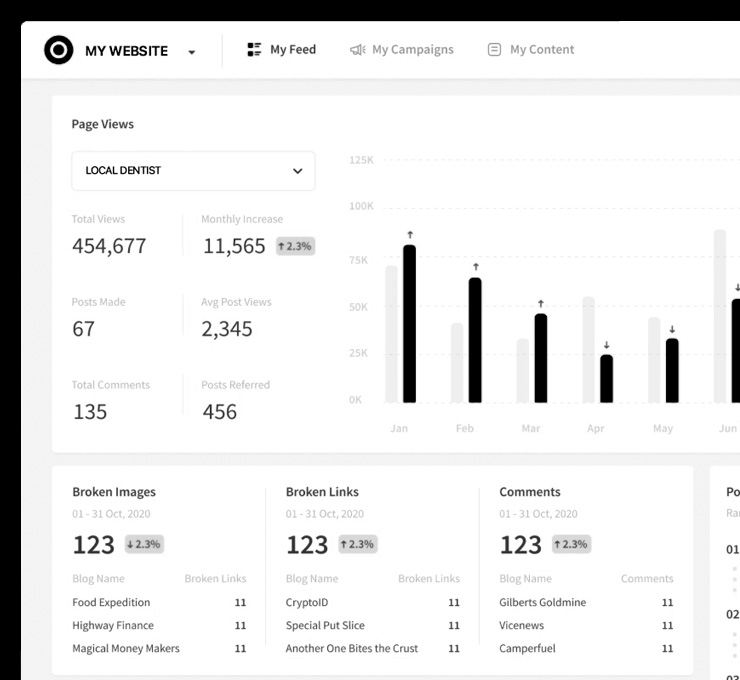 MY WEBSITE
My Feed
My Campaigns
My Content
Page Views
LOCAL DENTIST
Total Views
Monthly Increase
454,677
11,565 ↑ 2.3%
Posts Made
Avg Post Views
67
2,345
Total Comments
Posts Referred
135
456
125K
100K
75K
50K
25K
0K
Jan Feb Mar Apr May Jun
Broken Images
01 - 31 Oct, 2020
123 ↓ 2.3%
Blog Name Broken Links
Food Expedition 11
Highway Finance 11
Magical Money Makers 11
Broken Links
01 - 31 Oct, 2020
123 ↑ 2.3%
Blog Name Broken Links
CryptoID 11
Special Put Slice 11
Another One Bites the Crust 11
Comments
01 - 31 Oct, 2020
123 ↑ 2.3%
Blog Name Comments
Gilberts Goldmine 11
Vicenews 11
Camperfuel 11
Po
Ra
01
02